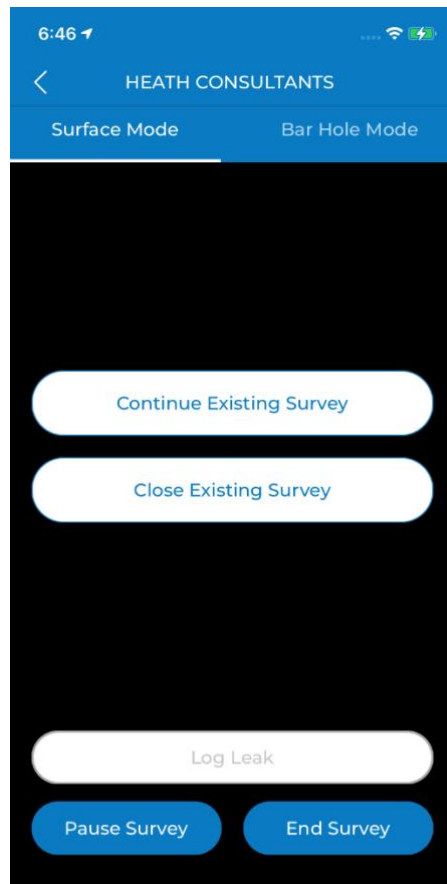 6:46
HEATH CONSULTANTS
Surface Mode
Bar Hole Mode
Continue Existing Survey
Close Existing Survey
Log Leak
Pause Survey
End Survey